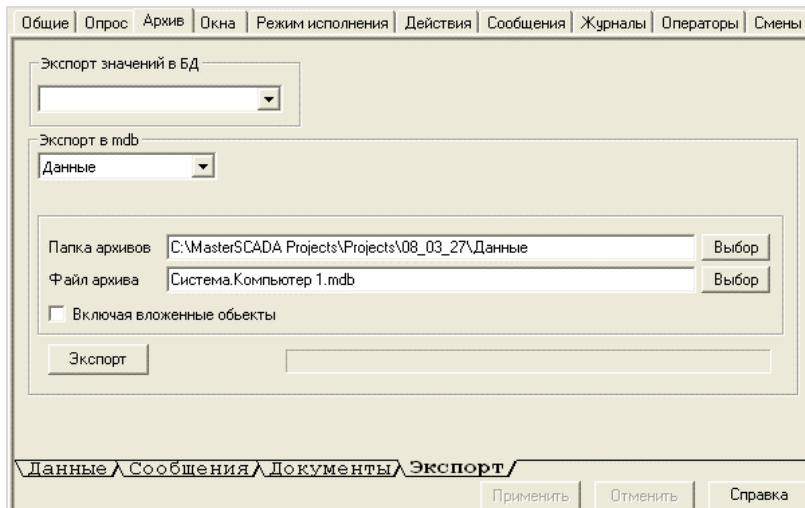 Общие Опрос Архив Окна Режим исполнения Действия Сообщения Журналы Операторы Смены
Экспорт значений в БД
Экспорт в mdb
Данные
Папка архивов C:\MasterSCADA Projects\Projects\08_03_27\Данные Выбор
Файл архива Система.Компьютер 1.mdb Выбор
Включая вложенные обьекты
Экспорт
Данные Сообщения Документы Экспорт
Применить Отменить Справка